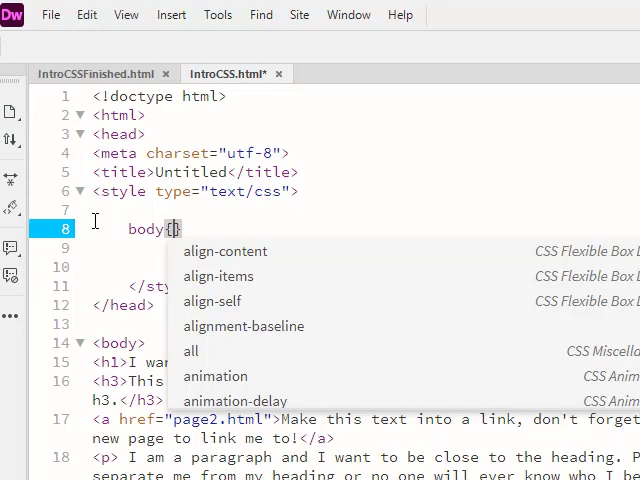 Dw File Edit View Insert Tools Find Site Window Help
IntroCSSFinished.html × IntroCSS.html* ×
1 <!doctype html>
2 <html>
3 <head>
4 <meta charset="utf-8">
5 <title>Untitled</title>
6 <style type="text/css">
7
8 body{}
9
align-content CSS Flexible Box L
10
align-items CSS Flexible Box L
11 </sty
align-self CSS Flexible Box L
12 </head>
13
alignment-baseline
14 <body>
all CSS Miscella
15 <h1>I war
animation CSS Anim
16 <h3>This
animation-delay CSS Anim
h3.</h3>
17 <a href="page2.html">Make this text into a link, don't forget
new page to link me to!</a>
18 <p> I am a paragraph and I want to be close to the heading. P
separate me from my heading or no one will ever know who I be